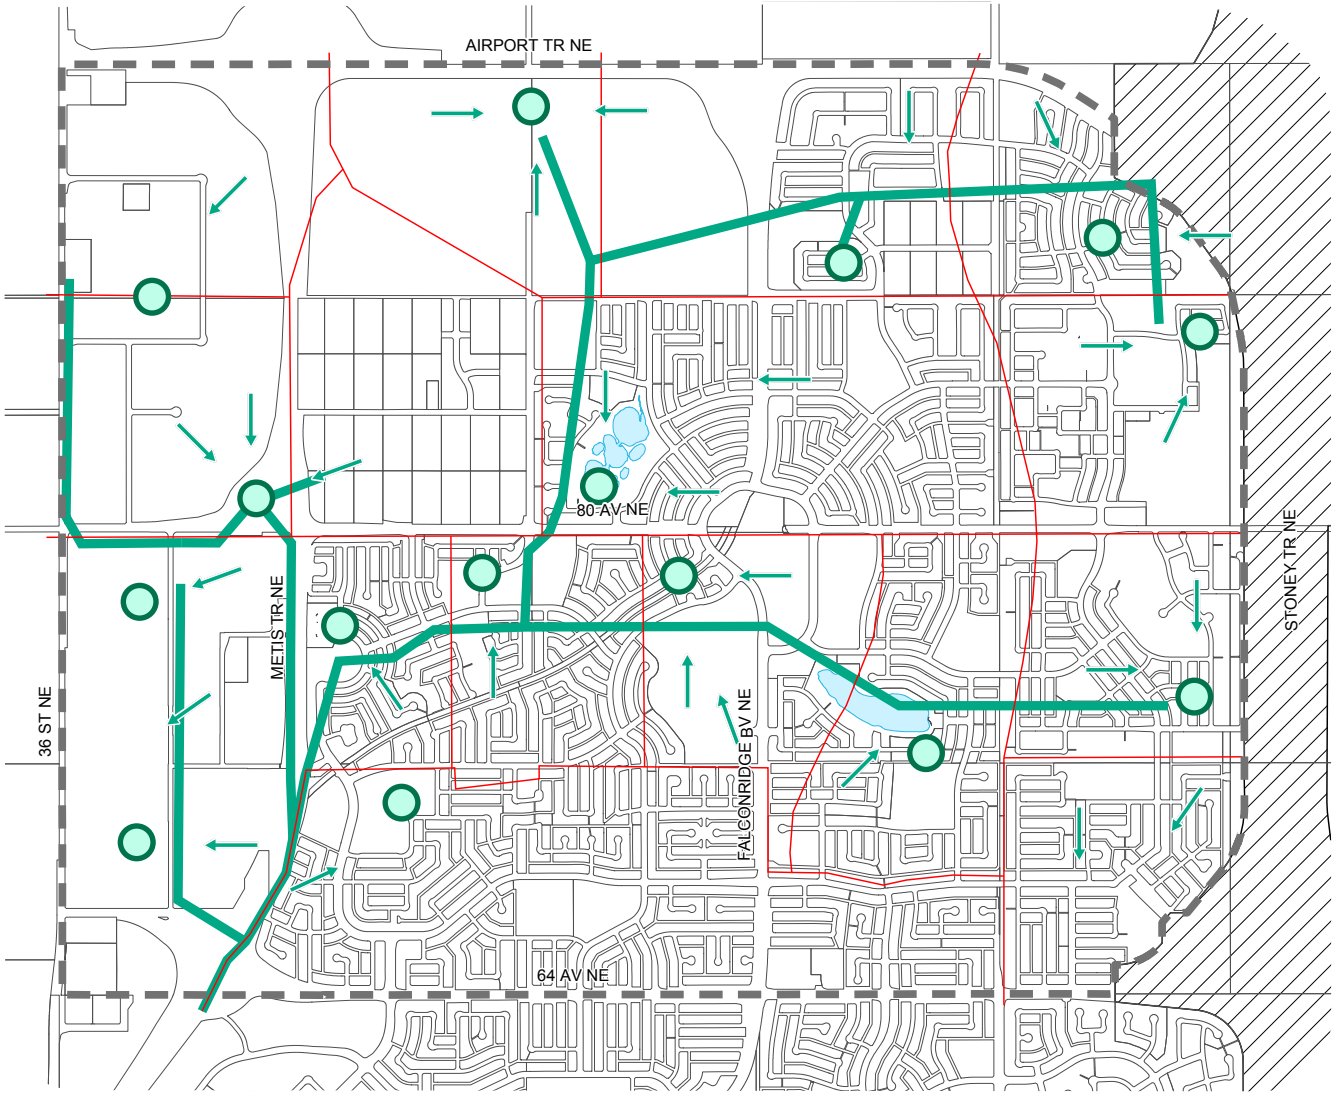 AIRPORT TR NE
80 AV NE
STONEY TR NE
METIS TR NE
36 ST NE
FALCONRIDGE BV NE
64 AV NE